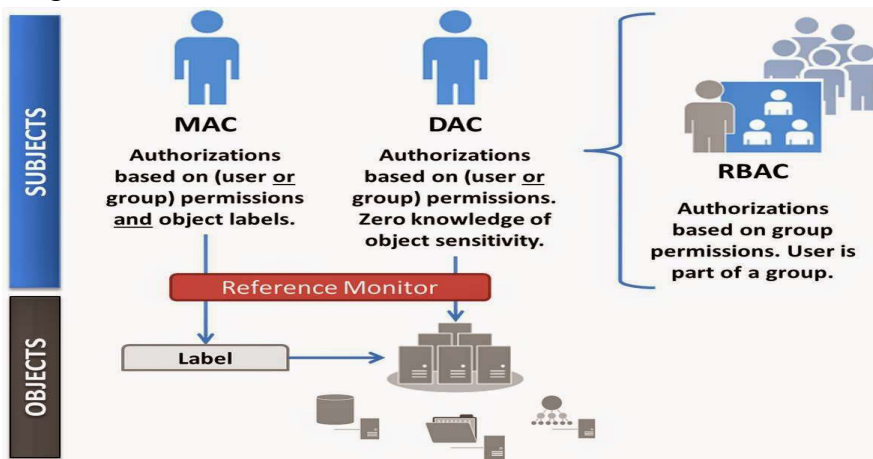 SUBJECTS
MAC
Authorizations
based on (user or
group) permissions
and object labels.
DAC
Authorizations
based on (user or
group) permissions.
Zero knowledge of
object sensitivity.
RBAC
Authorizations
based on group
permissions. User is
part of a group.
Reference Monitor
OBJECTS
Label